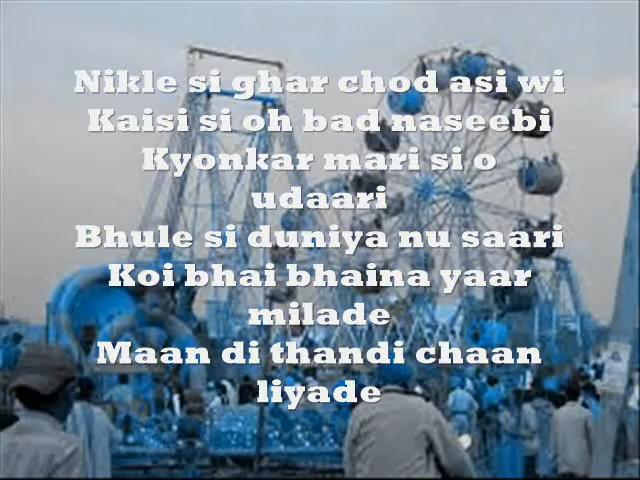 Nikle si ghar chod asi wi
Kaisi si oh bad naseebi
Kyonkar mari si o
udaari
Bhule si duniya nu saari
Koi bhai bhaina yaar
milade
Maan di thandi chaan
liyade